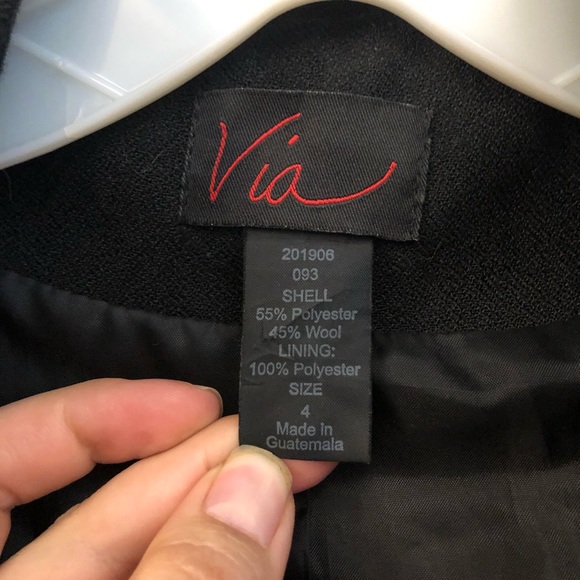 Via
201906
093
SHELL
55% Polyester
45% Wool
LINING:
100% Polyester
SIZE
4
Made in
Guatemala